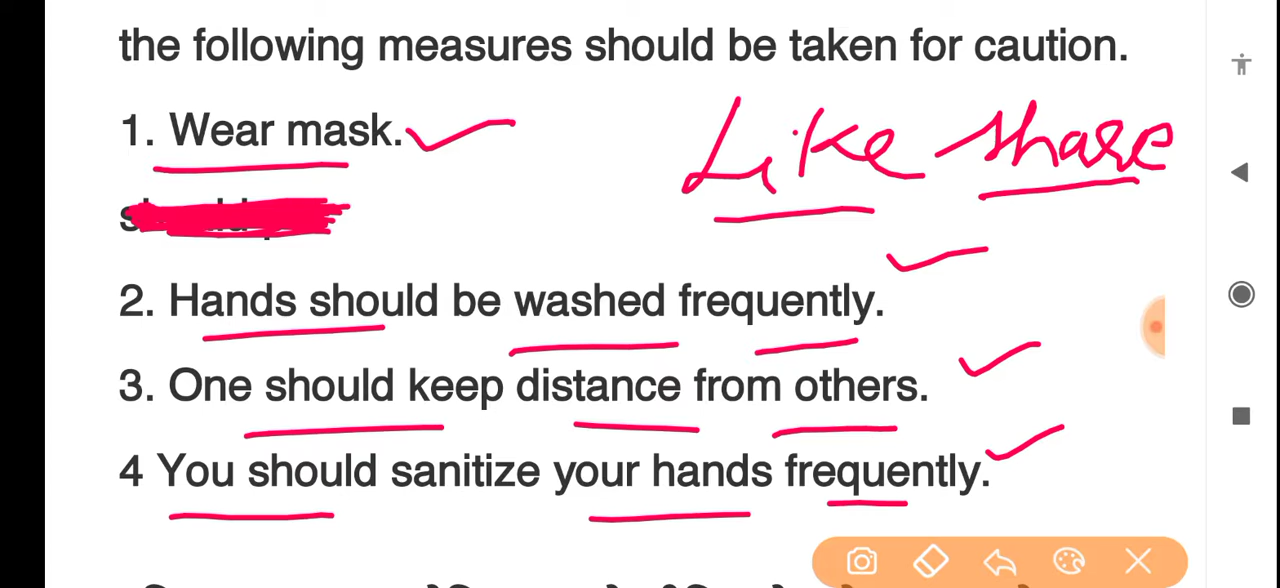 the following measures should be taken for caution.
1. Wear mask.
Like share
2. Hands should be washed frequently.
3. One should keep distance from others.
4 You should sanitize your hands frequently.